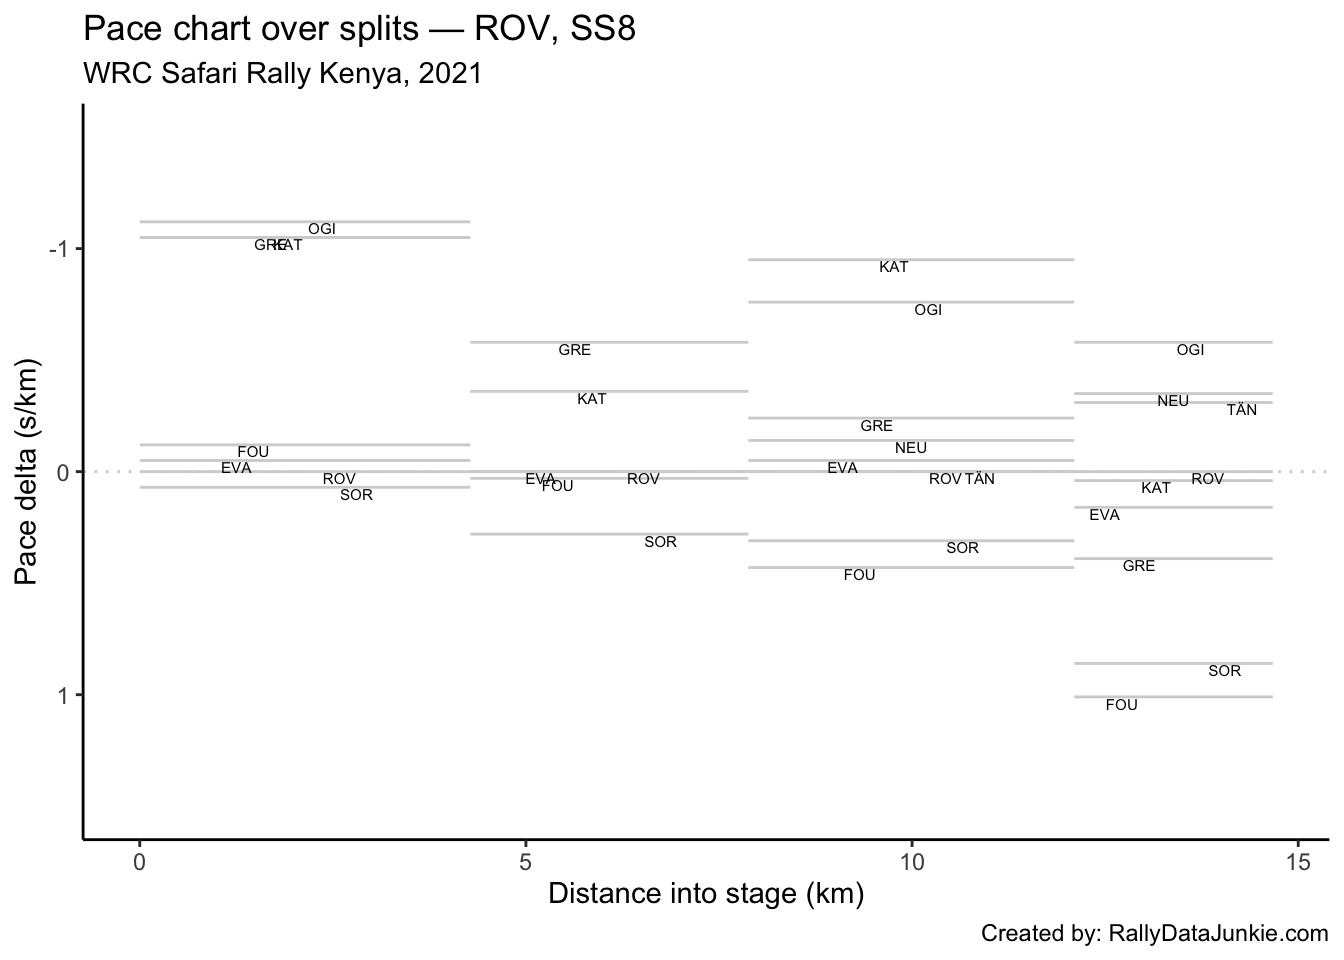 Pace chart over splits — ROV, SS8
WRC Safari Rally Kenya, 2021
Pace delta (s/km)
-1
0
1
OGI
GRE KAT
FOU
EVA
ROV
SOR
GRE
KAT
EVA
FOU
ROV
SOR
KAT
OGI
GRE
NEU
EVA
ROV TÄN
SOR
FOU
OGI
NEU
TÄN
ROV
KAT
EVA
GRE
SOR
FOU
0 5 10 15
Distance into stage (km)
Created by: RallyDataJunkie.com